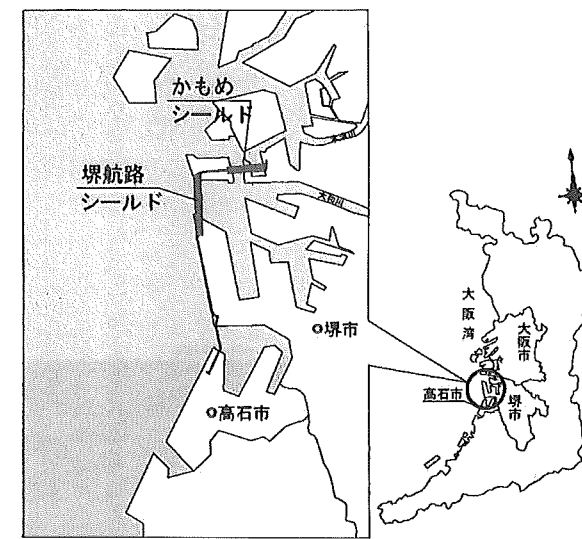 かもめ
シールド
堺航路
シールド
大和川
堺市
高石市
大阪湾
大阪市
高石市
堺市